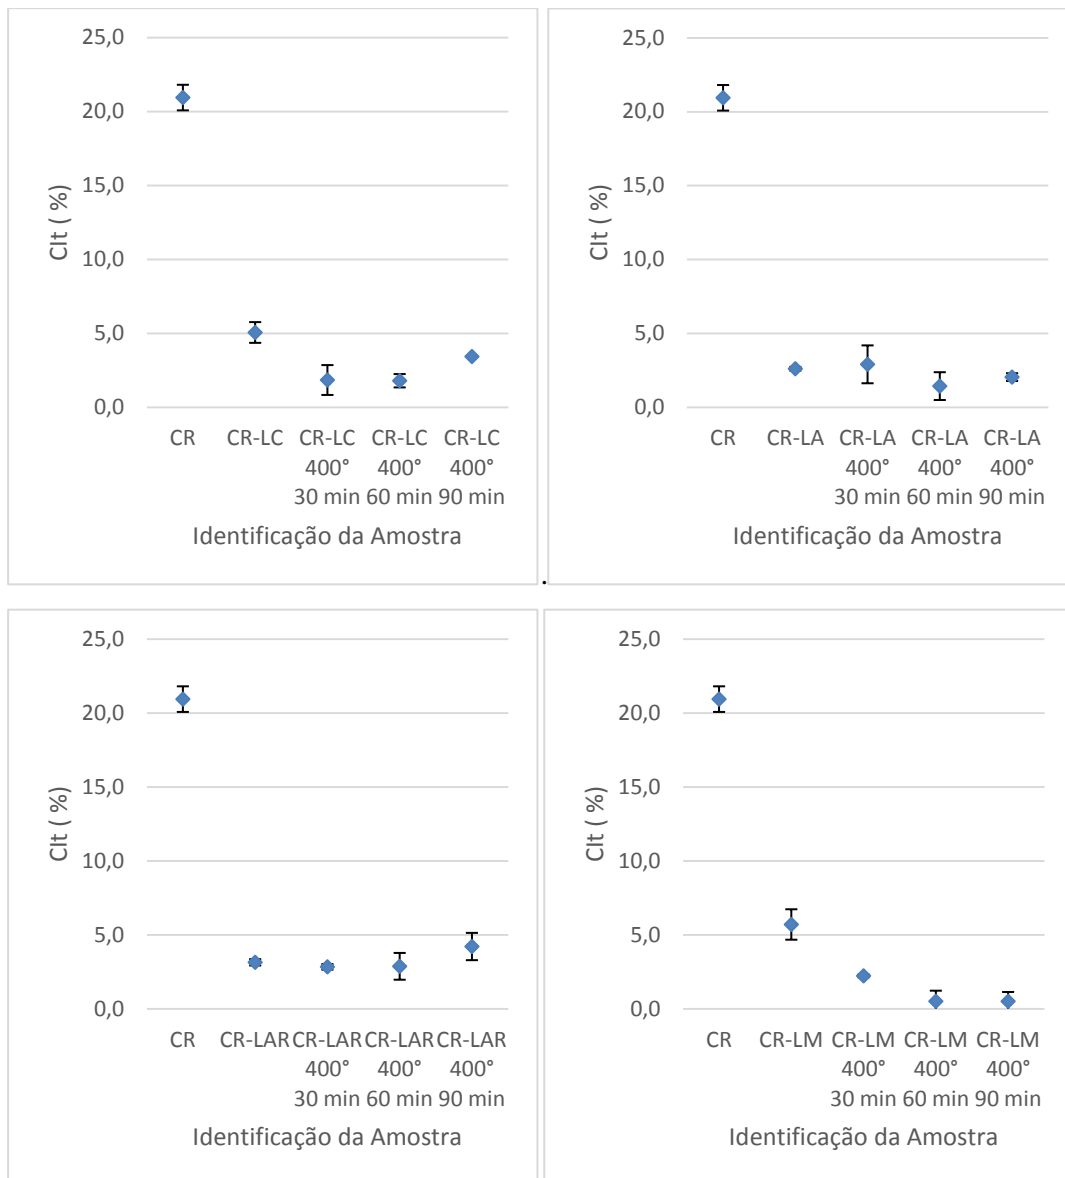 25,0
20,0
15,0
10,0
5,0
0,0
Clt ( %)
CR CR-LC CR-LC CR-LC CR-LC
400° 400° 400°
30 min 60 min 90 min
Identificação da Amostra
25,0
20,0
15,0
10,0
5,0
0,0
Clt ( %)
CR CR-LA CR-LA CR-LA CR-LA
400° 400° 400°
30 min 60 min 90 min
Identificação da Amostra
.
25,0
20,0
15,0
10,0
5,0
0,0
Clt ( %)
CR CR-LAR CR-LAR CR-LAR CR-LAR
400° 400° 400°
30 min 60 min 90 min
Identificação da Amostra
25,0
20,0
15,0
10,0
5,0
0,0
Clt ( %)
CR CR-LM CR-LM CR-LM CR-LM
400° 400° 400°
30 min 60 min 90 min
Identificação da Amostra